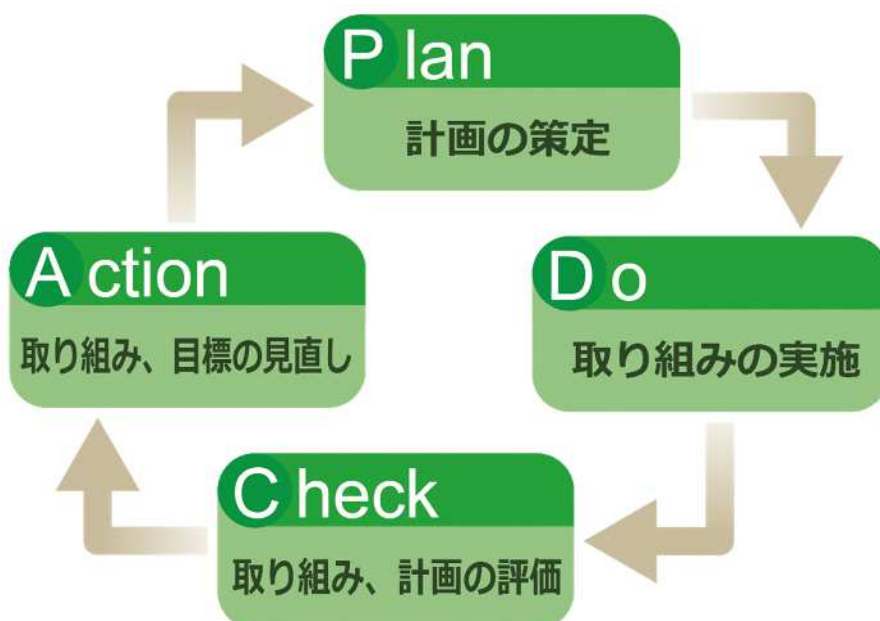 Plan
計画の策定
Do
取り組みの実施
Check
取り組み、計画の評価
Action
取り組み、目標の見直し